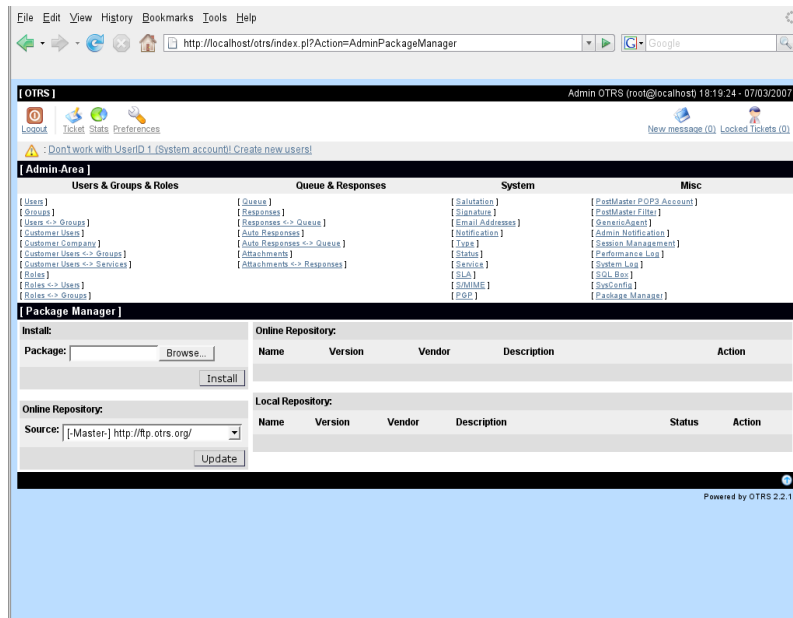 File Edit View History Bookmarks Tools Help
http://localhost/otrs/index.pl?Action=AdminPackageManager
G Google
[ OTRS ] Admin OTRS (root@localhost) 18:19:24 - 07/03/2007
Logout Ticket Stats Preferences New message (0) Locked Tickets (0)
: Don't work with UserID 1 (System account)! Create new users!
[ Admin-Area ]
Users & Groups & Roles Queue & Responses System Misc
[ Users ] [ Queue ] [ Salutation ] [ PostMaster POP3 Account ]
[ Groups ] [ Responses ] [ Signature ] [ PostMaster Filter ]
[ Users <-> Groups ] [ Responses <-> Queue ] [ Email Addresses ] [ GenericAgent ]
[ Customer Users ] [ Auto Responses ] [ Notification ] [ Admin Notification ]
[ Customer Company ] [ Auto Responses <-> Queue ] [ Type ] [ Session Management ]
[ Customer Users <-> Groups ] [ Attachments ] [ Status ] [ Performance Log ]
[ Customer Users <-> Services ] [ Attachments <-> Responses ] [ Service ] [ System Log ]
[ Roles ] [ SLA ] [ SQL Box ]
[ Roles <-> Users ] [ S/MIME ] [ SysConfig ]
[ Roles <-> Groups ] [ PGP ] [ Package Manager ]
[ Package Manager ]
Install:
Package: Browse...
Install
Online Repository:
Source: [-Master-] http://ftp.otrs.org/
Update
Online Repository:
Name Version Vendor Description Action
Local Repository:
Name Version Vendor Description Status Action
Powered by OTRS 2.2.1